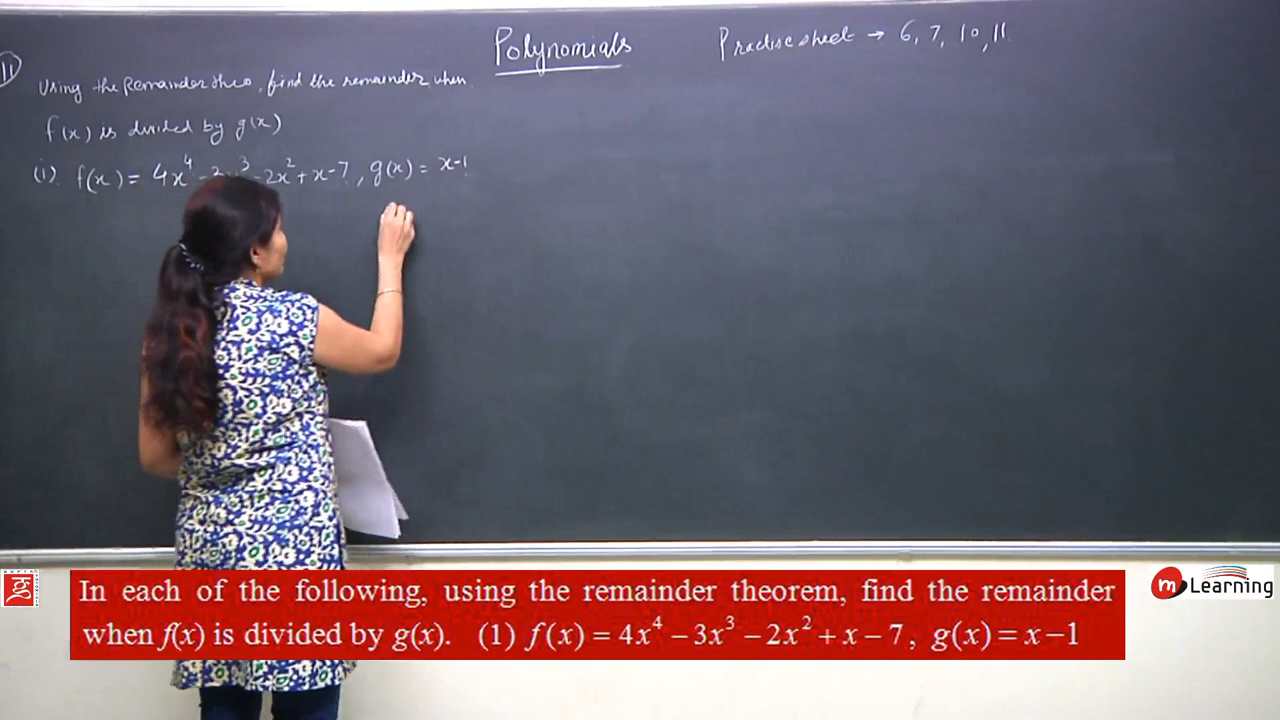 Polynomials
Practise sheet → 6, 7, 10, 11
11
Using the Remainder theo, find the remainder, when
f(x) is divided by g(x)
(i). f(x) = 4x⁴ - 3x³ - 2x² + x - 7, g(x) = x-1
In each of the following, using the remainder theorem, find the remainder
when f(x) is divided by g(x). (1) f(x) = 4x⁴ − 3x³ − 2x² + x − 7, g(x) = x − 1
m Learning